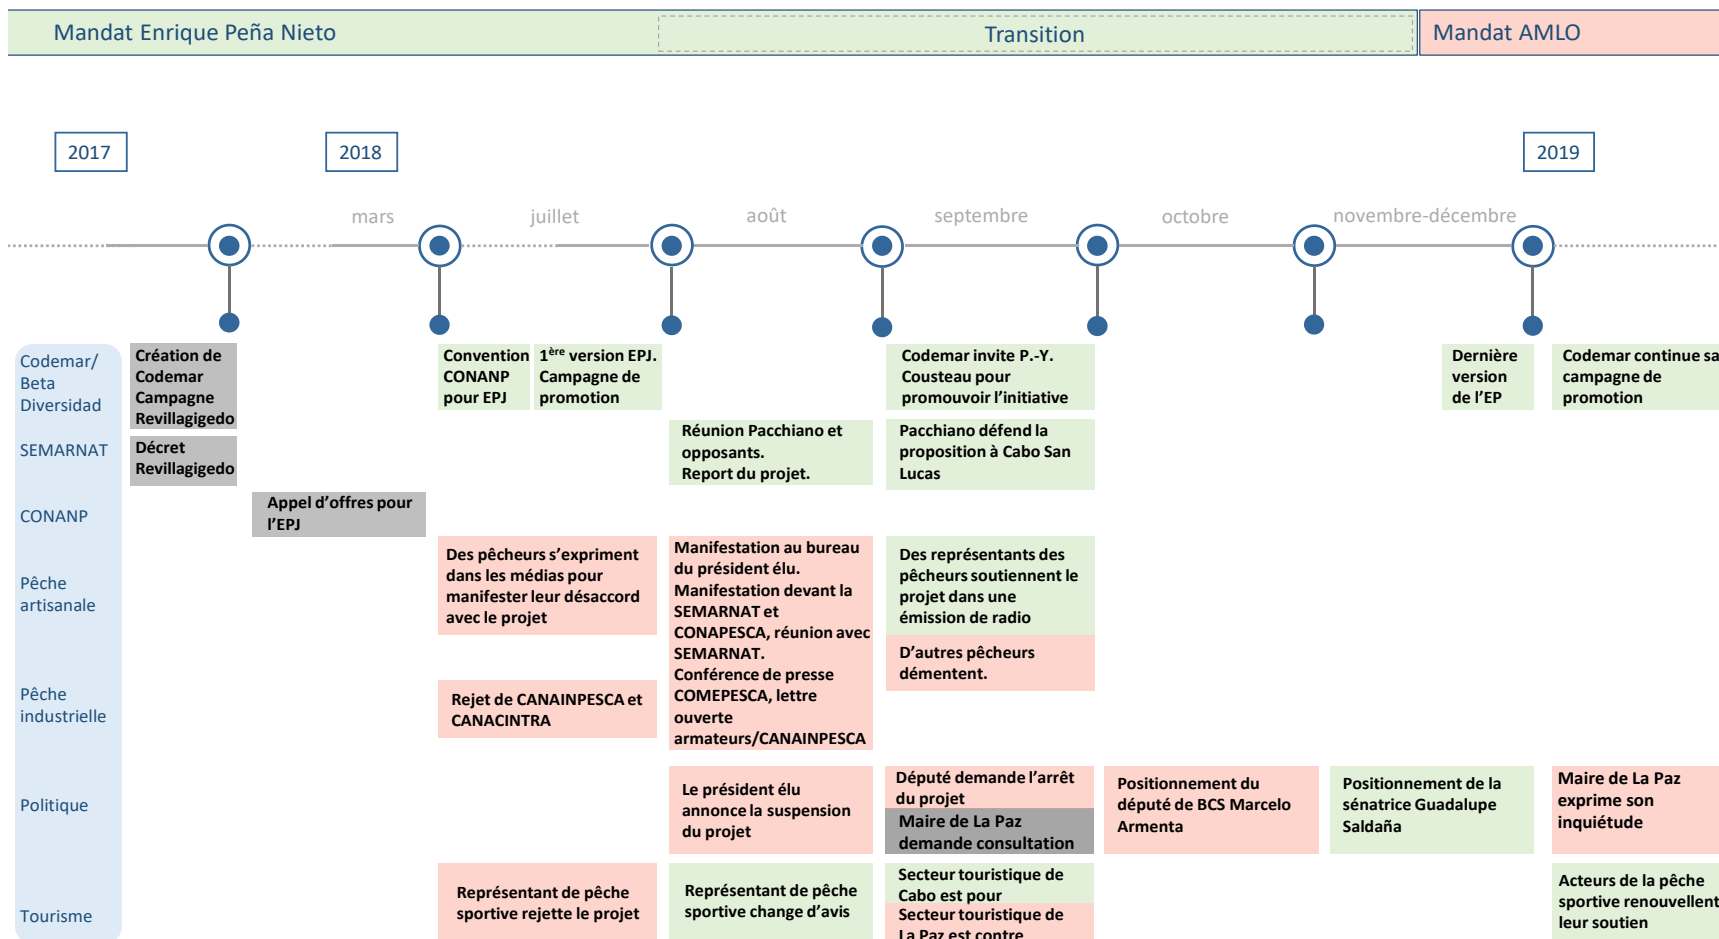 Mandat Enrique Peña Nieto
Transition
Mandat AMLO
2017
2018
2019
mars
juillet
août
septembre
octobre
novembre-décembre
Codemar/
Beta
Diversidad
Création de
Codemar
Campagne
Revillagigedo
Convention
CONANP
pour EPJ
1ère version EPJ.
Campagne de
promotion
Codemar invite P.-Y.
Cousteau pour
promouvoir l’initiative
Dernière
version
de l’EP
Codemar continue sa
campagne de
promotion
SEMARNAT
Décret
Revillagigedo
Réunion Pacchiano et
opposants.
Report du projet.
Pacchiano défend la
proposition à Cabo San
Lucas
CONANP
Appel d’offres pour
l’EPJ
Pêche
artisanale
Des pêcheurs s’expriment
dans les médias pour
manifester leur désaccord
avec le projet
Manifestation au bureau
du président élu.
Manifestation devant la
SEMARNAT et
CONAPESCA, réunion avec
SEMARNAT.
Conférence de presse
COMEPESCA, lettre
ouverte
armateurs/CANAINPESCA
Des représentants des
pêcheurs soutiennent le
projet dans une
émission de radio
D’autres pêcheurs
démentent.
Pêche
industrielle
Rejet de CANAINPESCA et
CANACINTRA
Politique
Le président élu
annonce la suspension
du projet
Député demande l’arrêt
du projet
Maire de La Paz
demande consultation
Positionnement du
député de BCS Marcelo
Armenta
Positionnement de la
sénatrice Guadalupe
Saldaña
Maire de La Paz
exprime son
inquiétude
Tourisme
Représentant de pêche
sportive rejette le projet
Représentant de pêche
sportive change d’avis
Secteur touristique de
Cabo est pour
Secteur touristique de
La Paz est contre
Acteurs de la pêche
sportive renouvellent
leur soutien